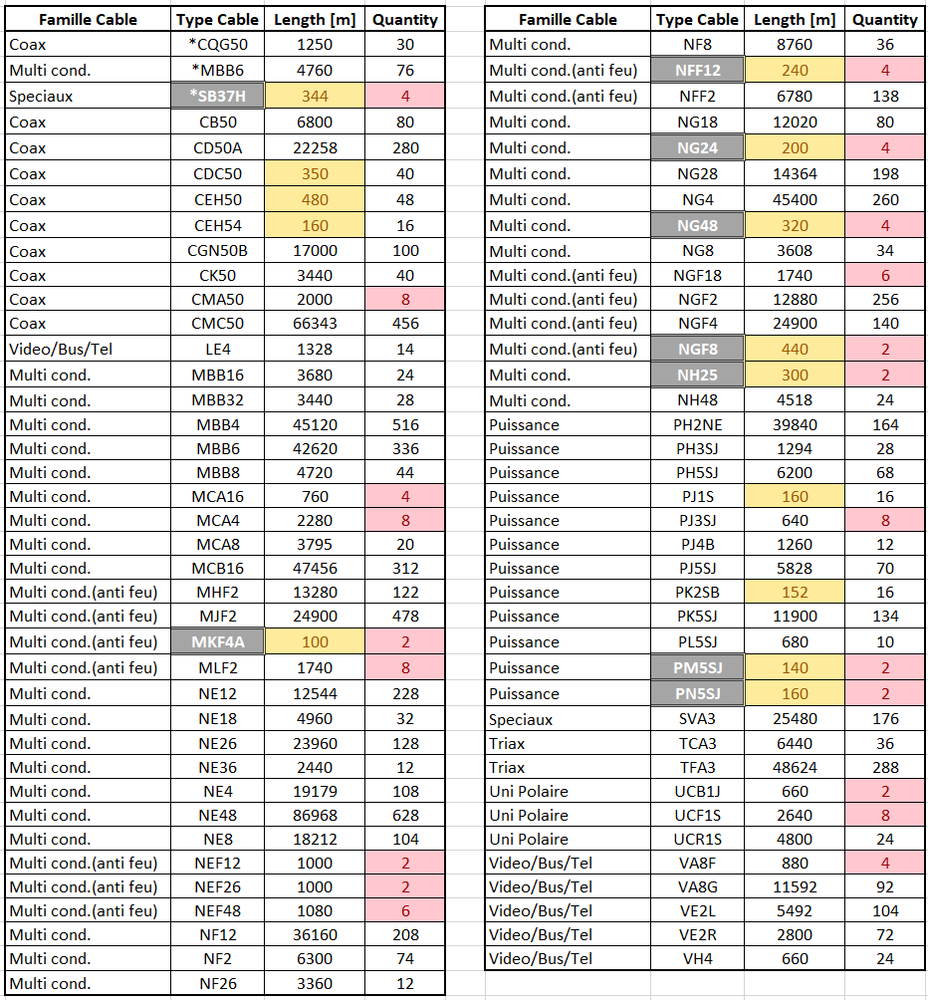 Famille Cable Type Cable Length [m] Quantity
Coax *CQG50 1250 30
Multi cond. *MBB6 4760 76
Speciaux *SB37H 344 4
Coax CB50 6800 80
Coax CD50A 22258 280
Coax CDC50 350 40
Coax CEH50 480 48
Coax CEH54 160 16
Coax CGN50B 17000 100
Coax CK50 3440 40
Coax CMA50 2000 8
Coax CMC50 66343 456
Video/Bus/Tel LE4 1328 14
Multi cond. MBB16 3680 24
Multi cond. MBB32 3440 28
Multi cond. MBB4 45120 516
Multi cond. MBB6 42620 336
Multi cond. MBB8 4720 44
Multi cond. MCA16 760 4
Multi cond. MCA4 2280 8
Multi cond. MCA8 3795 20
Multi cond. MCB16 47456 312
Multi cond.(anti feu) MHF2 13280 122
Multi cond.(anti feu) MJF2 24900 478
Multi cond.(anti feu) MKF4A 100 2
Multi cond.(anti feu) MLF2 1740 8
Multi cond. NE12 12544 228
Multi cond. NE18 4960 32
Multi cond. NE26 23960 128
Multi cond. NE36 2440 12
Multi cond. NE4 19179 108
Multi cond. NE48 86968 628
Multi cond. NE8 18212 104
Multi cond.(anti feu) NEF12 1000 2
Multi cond.(anti feu) NEF26 1000 2
Multi cond.(anti feu) NEF48 1080 6
Multi cond. NF12 36160 208
Multi cond. NF2 6300 74
Multi cond. NF26 3360 12
Famille Cable Type Cable Length [m] Quantity
Multi cond. NF8 8760 36
Multi cond.(anti feu) NFF12 240 4
Multi cond.(anti feu) NFF2 6780 138
Multi cond. NG18 12020 80
Multi cond. NG24 200 4
Multi cond. NG28 14364 198
Multi cond. NG4 45400 260
Multi cond. NG48 320 4
Multi cond. NG8 3608 34
Multi cond.(anti feu) NGF18 1740 6
Multi cond.(anti feu) NGF2 12880 256
Multi cond.(anti feu) NGF4 24900 140
Multi cond.(anti feu) NGF8 440 2
Multi cond. NH25 300 2
Multi cond. NH48 4518 24
Puissance PH2NE 39840 164
Puissance PH3SJ 1294 28
Puissance PH5SJ 6200 68
Puissance PJ1S 160 16
Puissance PJ3SJ 640 8
Puissance PJ4B 1260 12
Puissance PJ5SJ 5828 70
Puissance PK2SB 152 16
Puissance PK5SJ 11900 134
Puissance PL5SJ 680 10
Puissance PM5SJ 140 2
Puissance PN5SJ 160 2
Speciaux SVA3 25480 176
Triax TCA3 6440 36
Triax TFA3 48624 288
Uni Polaire UCB1J 660 2
Uni Polaire UCF1S 2640 8
Uni Polaire UCR1S 4800 24
Video/Bus/Tel VA8F 880 4
Video/Bus/Tel VA8G 11592 92
Video/Bus/Tel VE2L 5492 104
Video/Bus/Tel VE2R 2800 72
Video/Bus/Tel VH4 660 24